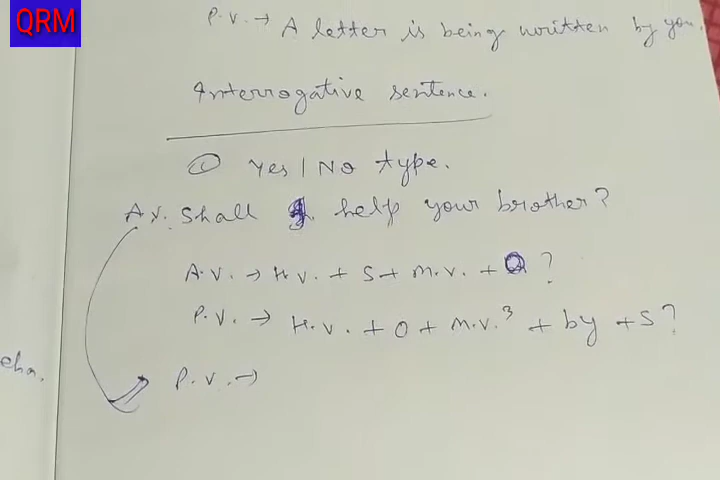 QRM
P.V. → A letter is being written by you.
Interrogative sentence.
① Yes / No type.
A.V. Shall I help your brother?
A.V. → H.V. + S + M.V. + O ?
P.V. → H.V. + O + M.V.³ + by + S ?
P.V. →